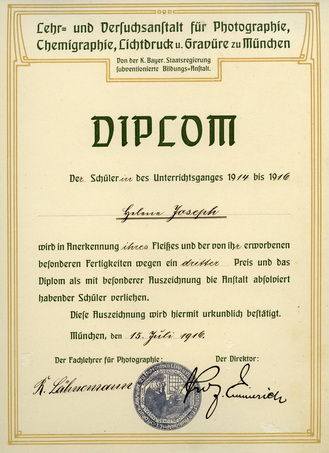 Lehr= und Versuchsanstalt für Photographie,
Chemigraphie, Lichtdruck u. Gravüre zu München
Von der K. Bayer. Staatsregierung
subventionierte Bildungs=Anstalt.
DIPLOM
Der Schülerin des Unterrichtsganges 1914 bis 1916
Helene Joseph
wird in Anerkennung ihres Fleißes und der von ihr erworbenen
besonderen Fertigkeiten wegen ein dritter Preis und das
Diplom als mit besonderer Auszeichnung die Anstalt absolviert
habender Schüler verliehen.
Diese Auszeichnung wird hiermit urkundlich bestätigt.
München, den 15. Juli 1916.
Der Fachlehrer für Photographie: Der Direktor:
Emmerich